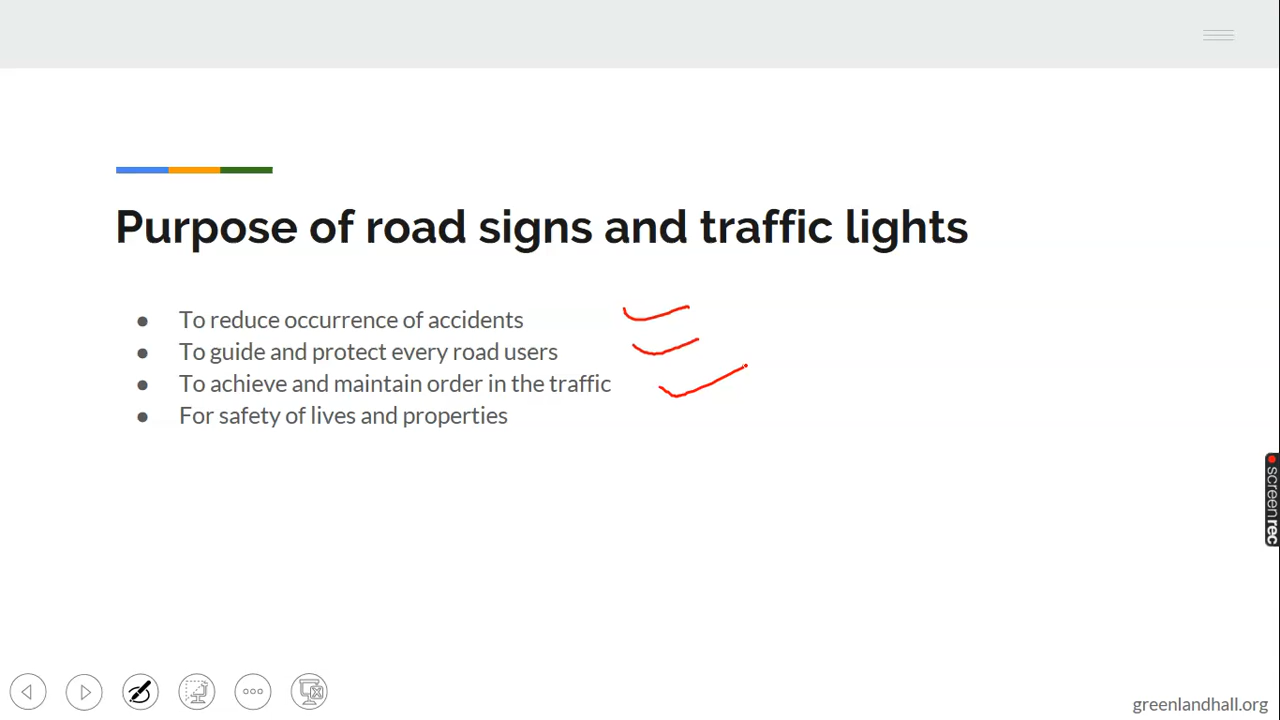 Purpose of road signs and traffic lights
● To reduce occurrence of accidents
● To guide and protect every road users
● To achieve and maintain order in the traffic
● For safety of lives and properties
screenrec
greenlandhall.org